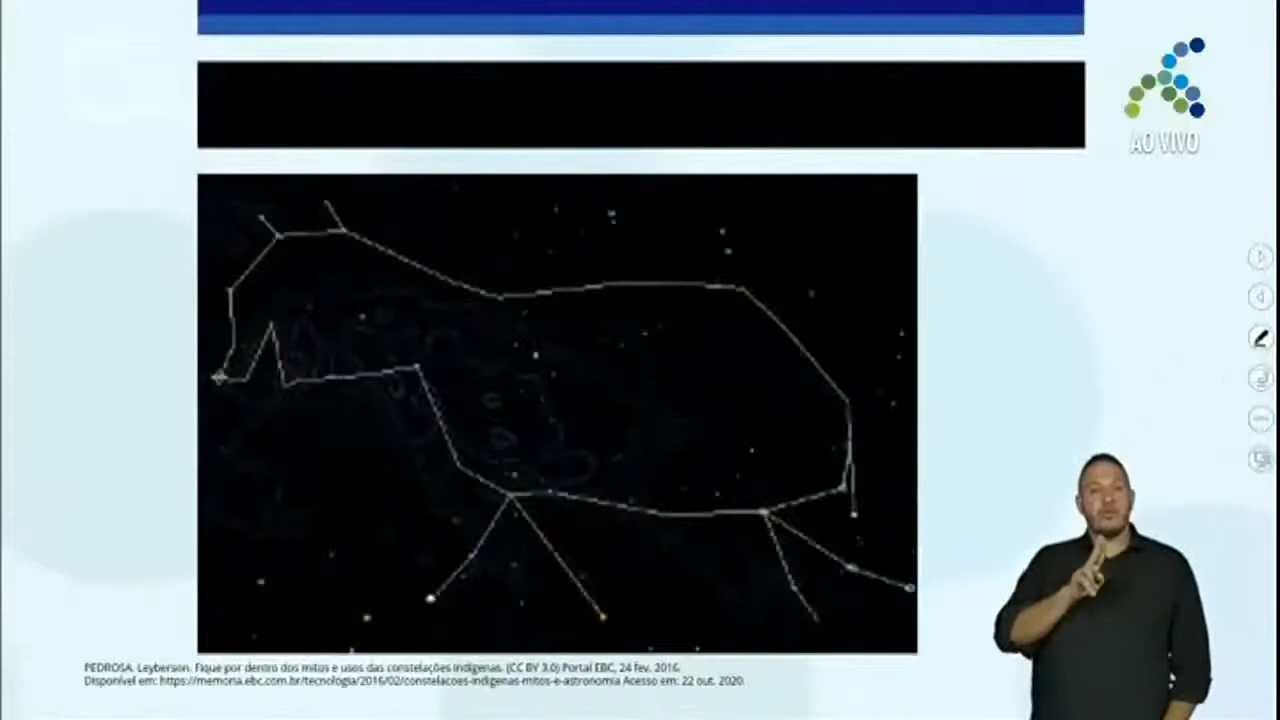 AO VIVO
PEDROSA. Leyberson. Fique por dentro dos mitos e usos das constelações indígenas. (CC BY 3.0) Portal EBC, 24 fev. 2016.
Disponível em: https://memoria.ebc.com.br/tecnologia/2016/02/constelacoes-indigenas-mitos-e-astronomia Acesso em: 22 out. 2020.